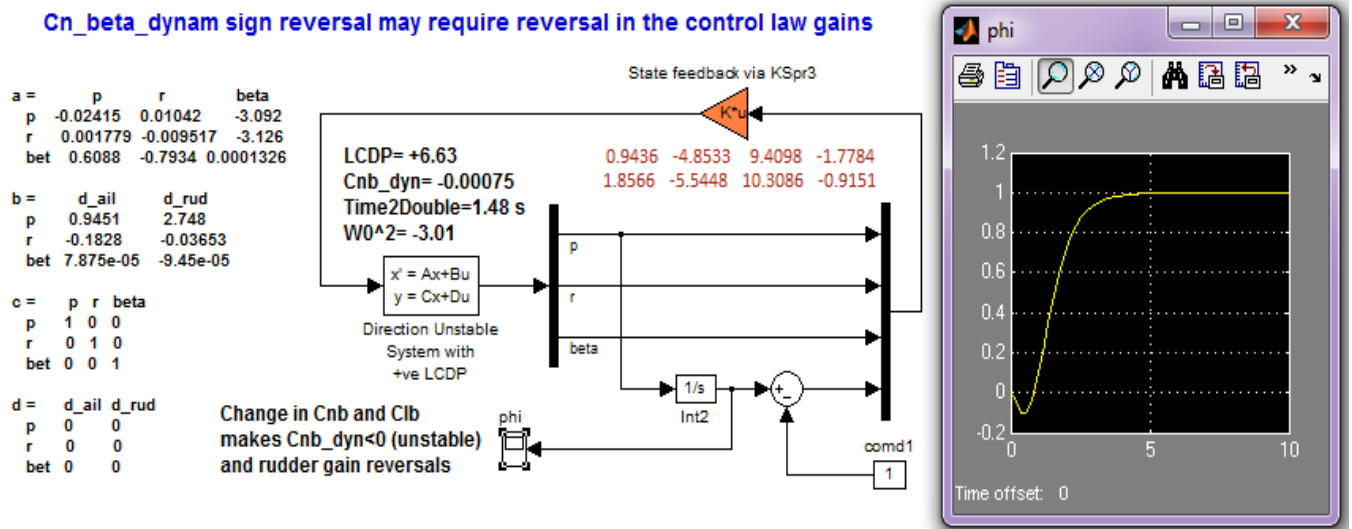 Cn_beta_dynam sign reversal may require reversal in the control law gains
a = p r beta
p -0.02415 0.01042 -3.092
r 0.001779 -0.009517 -3.126
bet 0.6088 -0.7934 0.0001326
b = d_ail d_rud
p 0.9451 2.748
r -0.1828 -0.03653
bet 7.875e-05 -9.45e-05
c = p r beta
p 1 0 0
r 0 1 0
bet 0 0 1
d = d_ail d_rud
p 0 0
r 0 0
bet 0 0
Change in Cnb and Clb
makes Cnb_dyn<0 (unstable)
and rudder gain reversals
LCDP= +6.63
Cnb_dyn= -0.00075
Time2Double=1.48 s
W0^2= -3.01
x' = Ax+Bu
y = Cx+Du
Direction Unstable
System with
+ve LCDP
State feedback via KSpr3
K*u
0.9436 -4.8533 9.4098 -1.7784
1.8566 -5.5448 10.3086 -0.9151
p
r
beta
1/s
Int2
+
-
phi
comd1
1
phi
1.2
1
0.8
0.6
0.4
0.2
0
-0.2
0 5 10
Time offset: 0